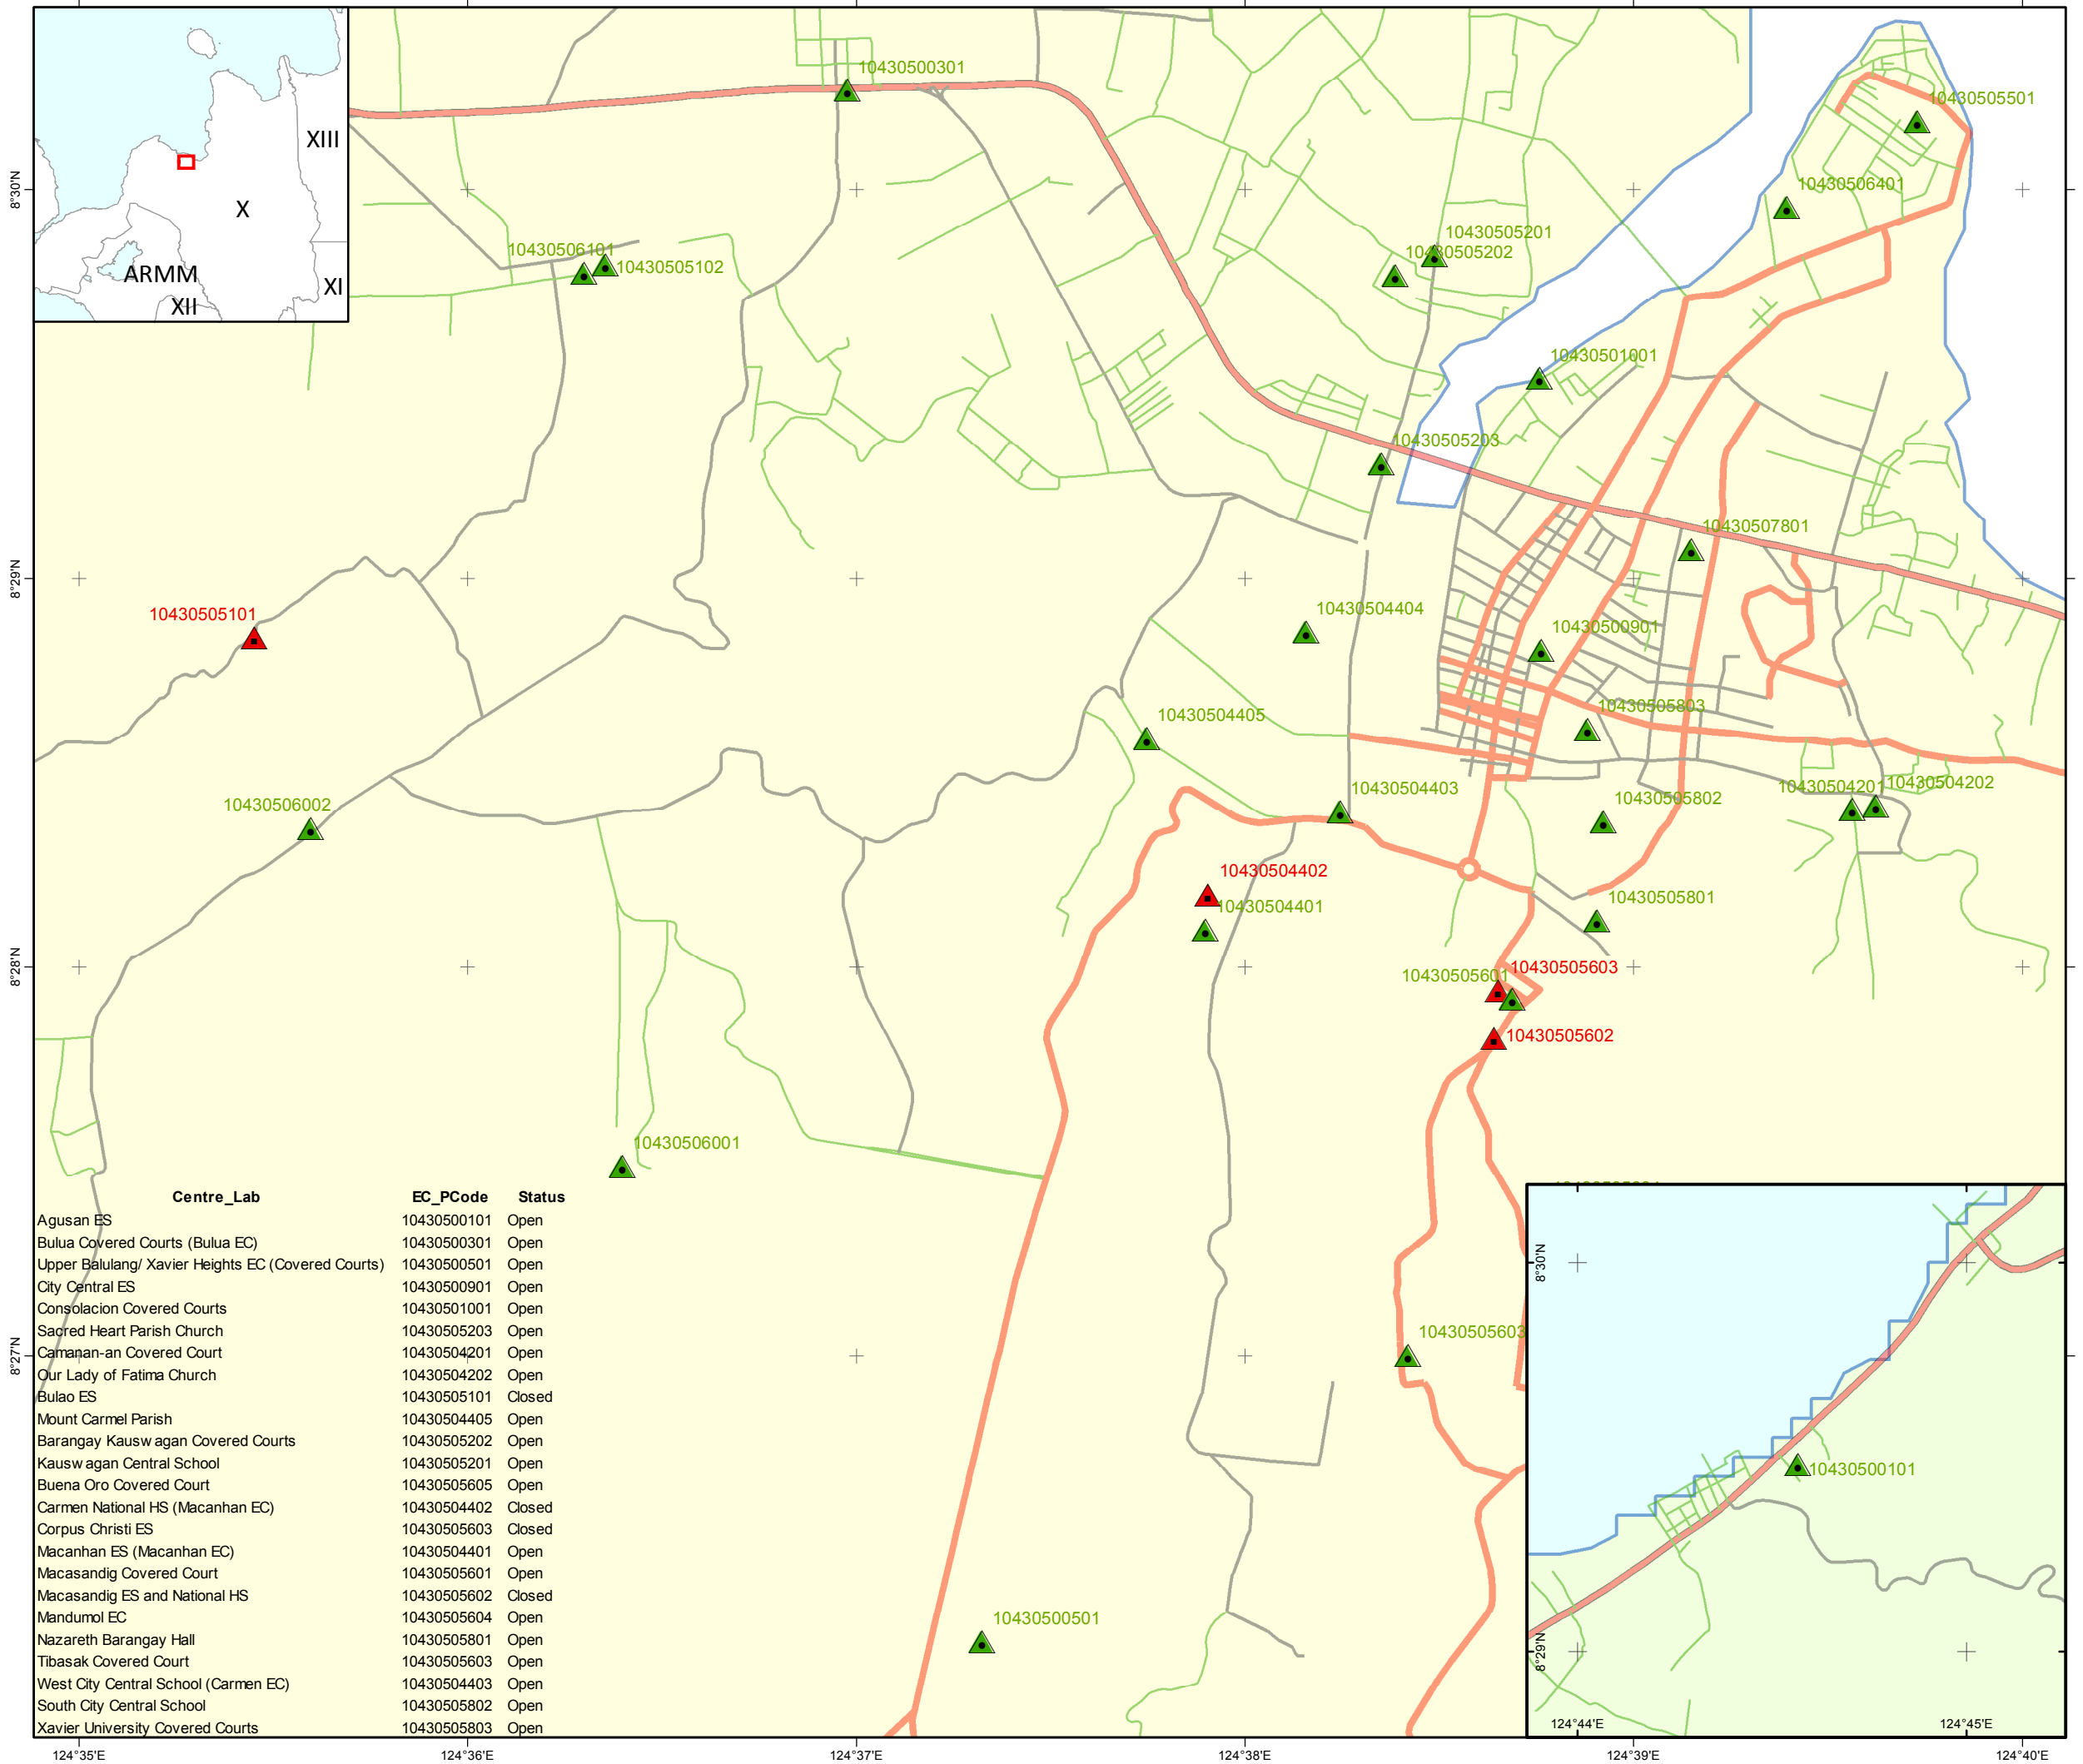 10430500301
10430505501
XIII
8°30'N
10430506401
X
10430505201
10430506101
10430505202
10430505102
ARMM
XI
XII
10430501001
10430505203
10430507801
8°29'N
10430505101
10430504404
10430500901
10430505803
10430504405
10430504403
10430504201
10430504202
10430506002
10430505802
10430504402
10430505801
10430504401
8°28'N
10430505601
10430505603
10430505602
10430506001
Centre_Lab EC_PCode Status
Agusan ES 10430500101 Open
Bulua Covered Courts (Bulua EC) 10430500301 Open
Upper Balulang/ Xavier Heights EC (Covered Courts) 10430500501 Open
City Central ES 10430500901 Open
Consolacion Covered Courts 10430501001 Open
Sacred Heart Parish Church 10430505203 Open
Camanan-an Covered Court 10430504201 Open
Our Lady of Fatima Church 10430504202 Open
Bulao ES 10430505101 Closed
Mount Carmel Parish 10430504405 Open
Barangay Kauswagan Covered Courts 10430505202 Open
Kauswagan Central School 10430505201 Open
Buena Oro Covered Court 10430505605 Open
Carmen National HS (Macanhan EC) 10430504402 Closed
Corpus Christi ES 10430505603 Closed
Macanhan ES (Macanhan EC) 10430504401 Open
Macasandig Covered Court 10430505601 Open
Macasandig ES and National HS 10430505602 Closed
Mandumol EC 10430505604 Open
Nazareth Barangay Hall 10430505801 Open
Tibasak Covered Court 10430505603 Open
West City Central School (Carmen EC) 10430504403 Open
South City Central School 10430505802 Open
Xavier University Covered Courts 10430505803 Open
8°27'N
10430505603
10430500501
8°30'N
10430500101
8°29'N
124°44'E
124°45'E
124°35'E
124°36'E
124°37'E
124°38'E
124°39'E
124°40'E